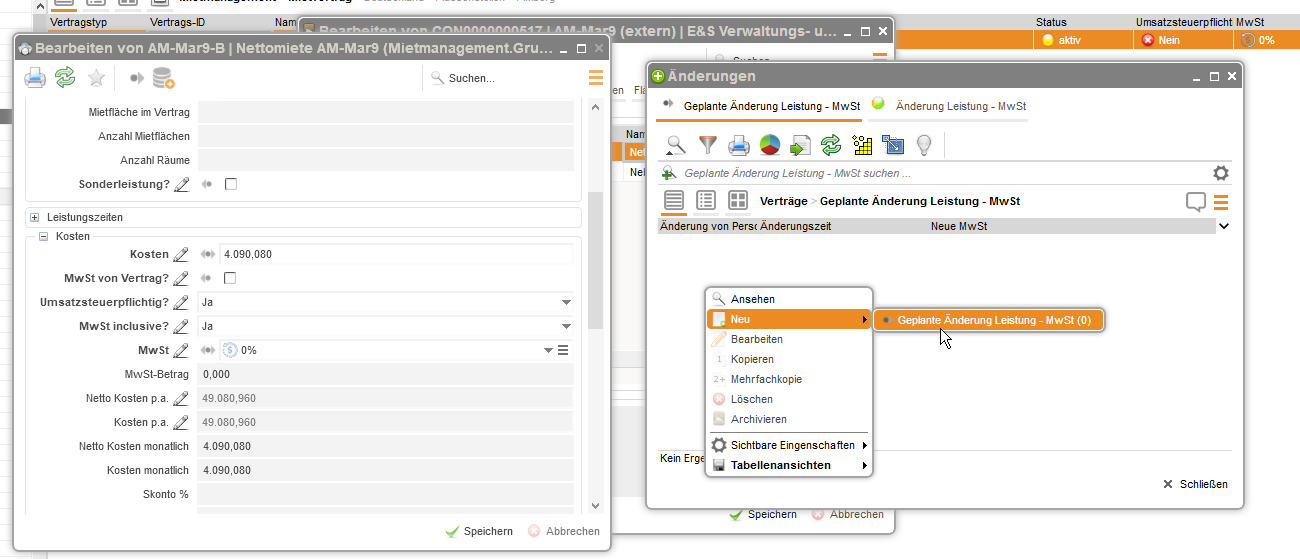 Mietmanagement Mietvertrag
Vertragstyp Vertrags-ID Nam Status Umsatzsteuerpflicht MwSt
aktiv Nein 0%
Bearbeiten von CON0000000517 | AM-Mar9 (extern) | E&S Verwaltungs- u…
Suchen
en Flä
Nam
Net
Nel
Speichern Abbrechen
Bearbeiten von AM-Mar9-B | Nettomiete AM-Mar9 (Mietmanagement.Gru…
Suchen...
Mietfläche im Vertrag
Anzahl Mietflächen
Anzahl Räume
Sonderleistung?
Leistungszeiten
Kosten
Kosten 4.090,080
MwSt von Vertrag?
Umsatzsteuerpflichtig? Ja
MwSt inclusive? Ja
MwSt 0%
MwSt-Betrag 0,000
Netto Kosten p.a. 49.080,960
Kosten p.a. 49.080,960
Netto Kosten monatlich 4.090,080
Kosten monatlich 4.090,080
Skonto %
Speichern Abbrechen
Änderungen
Geplante Änderung Leistung - MwSt Änderung Leistung - MwSt
Geplante Änderung Leistung - MwSt suchen ...
Verträge > Geplante Änderung Leistung - MwSt
Änderung von Perso Änderungszeit Neue MwSt
Ansehen
Neu
Geplante Änderung Leistung - MwSt (0)
Bearbeiten
Kopieren
Mehrfachkopie
Löschen
Archivieren
Sichtbare Eigenschaften
Tabellenansichten
Kein Erge
Schließen